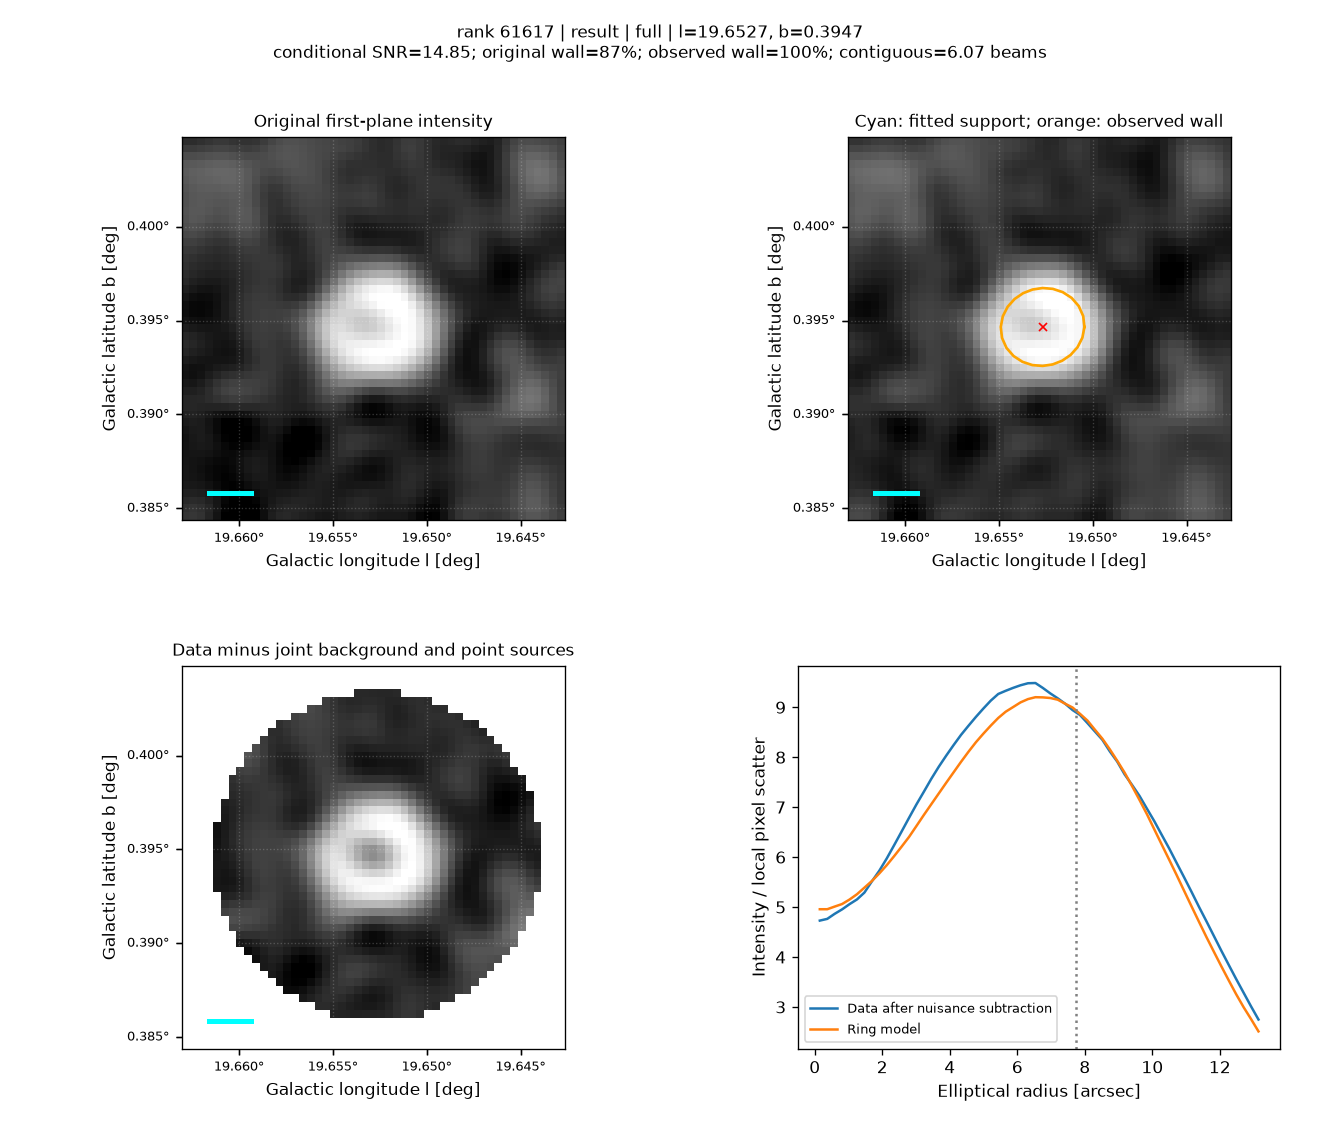 rank 61617 | result | full | l=19.6527, b=0.3947
conditional SNR=14.85; original wall=87%; observed wall=100%; contiguous=6.07 beams
Original first-plane intensity
0.400°
0.395°
0.390°
0.385°
19.660°
19.655°
19.650°
19.645°
Galactic longitude l [deg]
Galactic latitude b [deg]
Cyan: fitted support; orange: observed wall
0.400°
0.395°
0.390°
0.385°
19.660°
19.655°
19.650°
19.645°
Galactic longitude l [deg]
Galactic latitude b [deg]
Data minus joint background and point sources
0.400°
0.395°
0.390°
0.385°
19.660°
19.655°
19.650°
19.645°
Galactic longitude l [deg]
Galactic latitude b [deg]
9
8
7
6
5
4
3
0
2
4
6
8
10
12
Elliptical radius [arcsec]
Intensity / local pixel scatter
Data after nuisance subtraction
Ring model